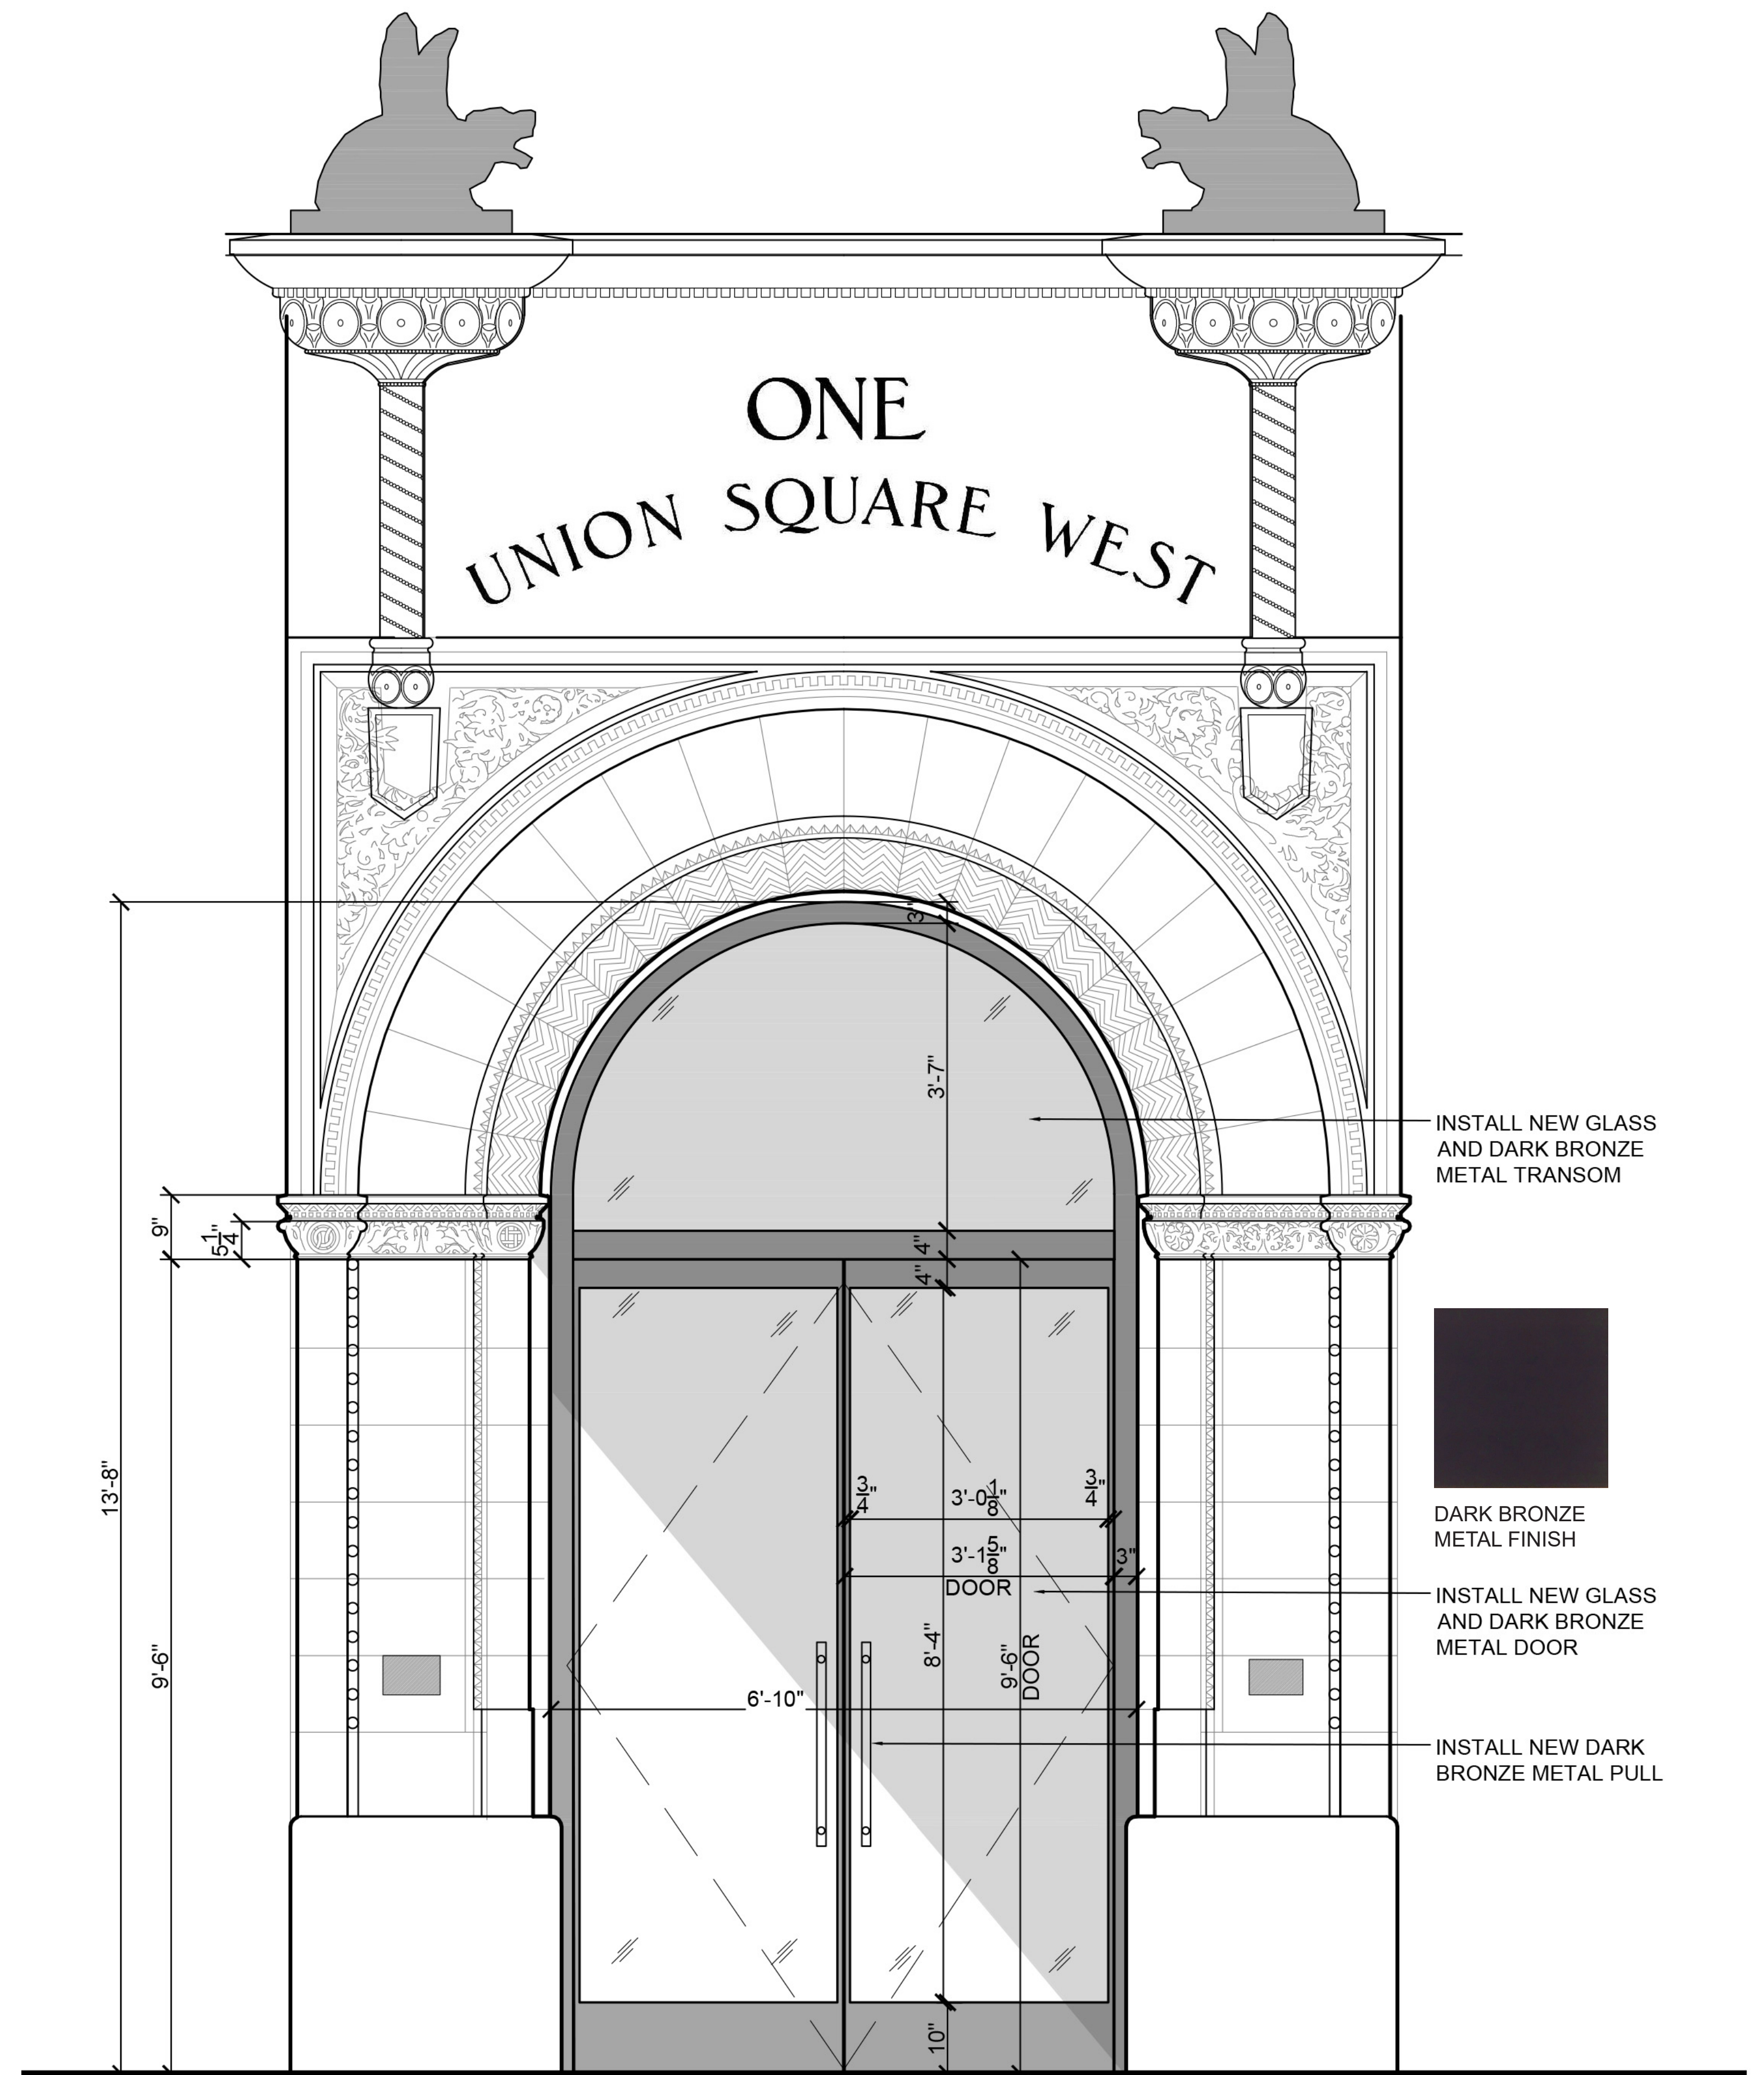 ONE
UNION SQUARE WEST
3"
3'-7"
INSTALL NEW GLASS
AND DARK BRONZE
METAL TRANSOM
9"
5 1/4"
4"
4"
13'-8"
3/4"
3'-0 1/8"
3/4"
DARK BRONZE
METAL FINISH
3'-1 5/8"
DOOR
3"
INSTALL NEW GLASS
AND DARK BRONZE
METAL DOOR
9'-6"
8'-4"
9'-6"
DOOR
6'-10"
INSTALL NEW DARK
BRONZE METAL PULL
10"